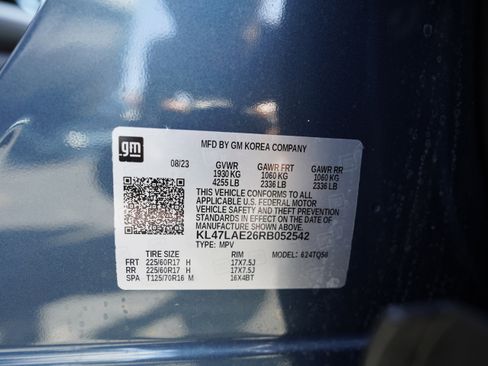 gm
MFD BY GM KOREA COMPANY
08/23 GVWR GAWR FRT GAWR RR
1930 KG 1060 KG 1060 KG
4255 LB 2336 LB 2336 LB
THIS VEHICLE CONFORMS TO ALL
APPLICABLE U.S. FEDERAL MOTOR
VEHICLE SAFETY AND THEFT PREVENTION
STANDARDS IN EFFECT ON THE DATE OF
MANUFACTURE SHOWN ABOVE.
KL47LAE26RB052542
TYPE: MPV
TIRE SIZE RIM MODEL: 624TQ58
FRT 225/60R17 H 17X7.5J
RR 225/60R17 H 17X7.5J
SPA T125/70R16 M 16X4BT